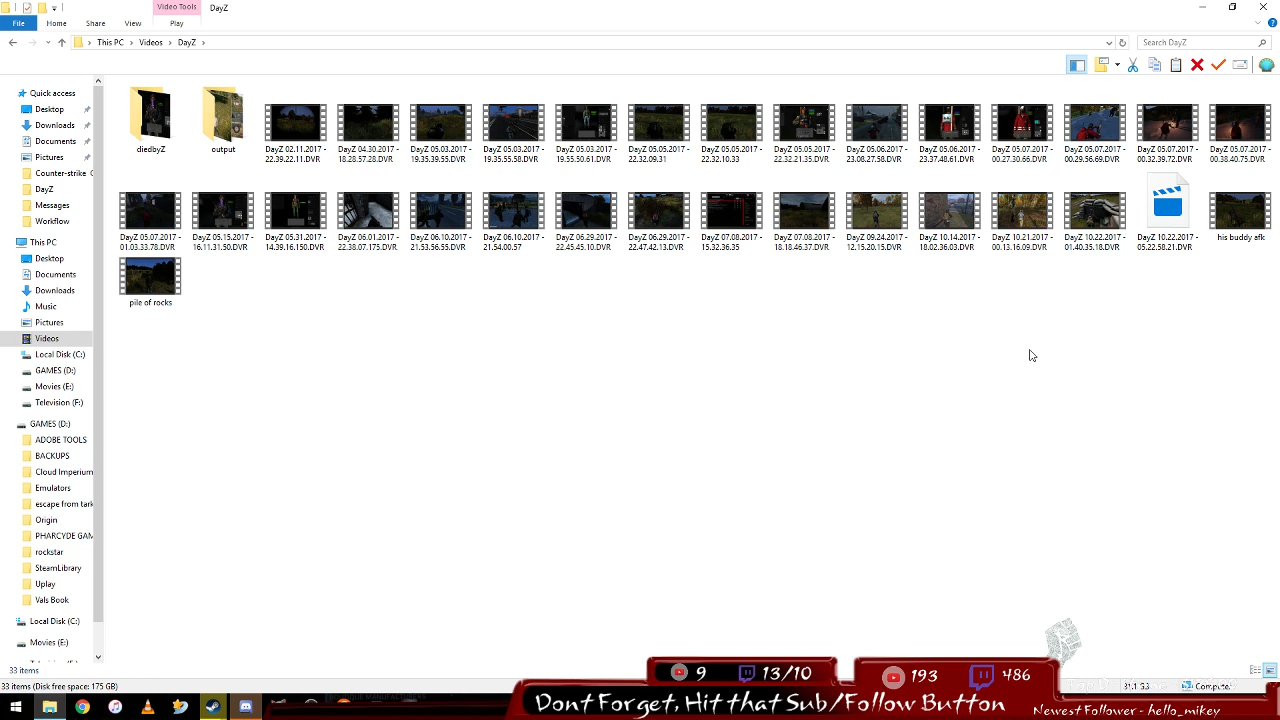 Video Tools
DayZ
File
Home
Share
View
Play
This PC
Videos
DayZ
Search DayZ
Quick access
Desktop
Downloads
Documents
Pictures
Counter-strike
DayZ
Messages
Workflow
This PC
Desktop
Documents
Downloads
Music
Pictures
Videos
Local Disk (C:)
GAMES (D:)
Movies (E:)
Television (F:)
GAMES (D:)
ADOBE TOOLS
BACKUPS
Cloud Imperium
Emulators
escape from tark
Origin
PHARCYDE GAM
rockstar
SteamLibrary
Uplay
Vals Book
Local Disk (C:)
Movies (E:)
diedbyZ
output
DayZ 02.11.2017 -
22.39.22.11.DVR
DayZ 04.30.2017 -
18.28.57.28.DVR
DayZ 05.03.2017 -
19.35.39.55.DVR
DayZ 05.03.2017 -
19.35.55.58.DVR
DayZ 05.03.2017 -
19.55.50.61.DVR
DayZ 05.05.2017 -
22.32.09.31
DayZ 05.05.2017 -
22.32.10.33
DayZ 05.05.2017 -
22.32.21.35.DVR
DayZ 05.06.2017 -
23.08.27.58.DVR
DayZ 05.06.2017 -
23.37.48.61.DVR
DayZ 05.07.2017 -
00.27.30.66.DVR
DayZ 05.07.2017 -
00.29.56.69.DVR
DayZ 05.07.2017 -
00.32.39.72.DVR
DayZ 05.07.2017 -
00.38.40.75.DVR
DayZ 05.07.2017 -
01.03.33.78.DVR
DayZ 05.15.2017 -
16.11.31.50.DVR
DayZ 05.31.2017 -
14.39.16.150.DVR
DayZ 06.01.2017 -
22.38.07.175.DVR
DayZ 06.10.2017 -
21.53.56.55.DVR
DayZ 06.10.2017 -
21.54.00.57
DayZ 06.29.2017 -
22.45.45.10.DVR
DayZ 06.29.2017 -
22.47.42.13.DVR
DayZ 07.08.2017 -
15.32.36.35
DayZ 07.08.2017 -
18.18.46.37.DVR
DayZ 09.24.2017 -
12.15.20.15.DVR
DayZ 10.14.2017 -
18.02.36.03.DVR
DayZ 10.21.2017 -
00.13.16.09.DVR
DayZ 10.22.2017 -
01.40.35.18.DVR
DayZ 10.22.2017 -
05.22.58.21.DVR
his buddy afk
pile of rocks
33 items
33 items (Disk free space: 175 GB)
Computer
9
13/10
193
486
Dont Forget, Hit that Sub/Follow Button
Newest Follower - hello_mikey